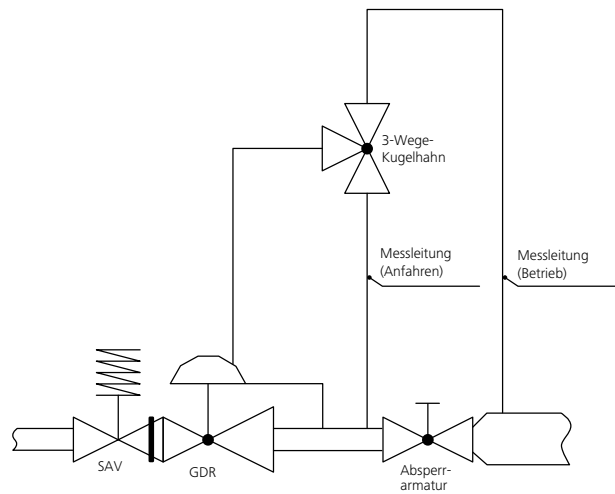 3-Wege-
Kugelhahn
Messleitung
(Anfahren)
Messleitung
(Betrieb)
SAV
GDR
Absperr-
armatur